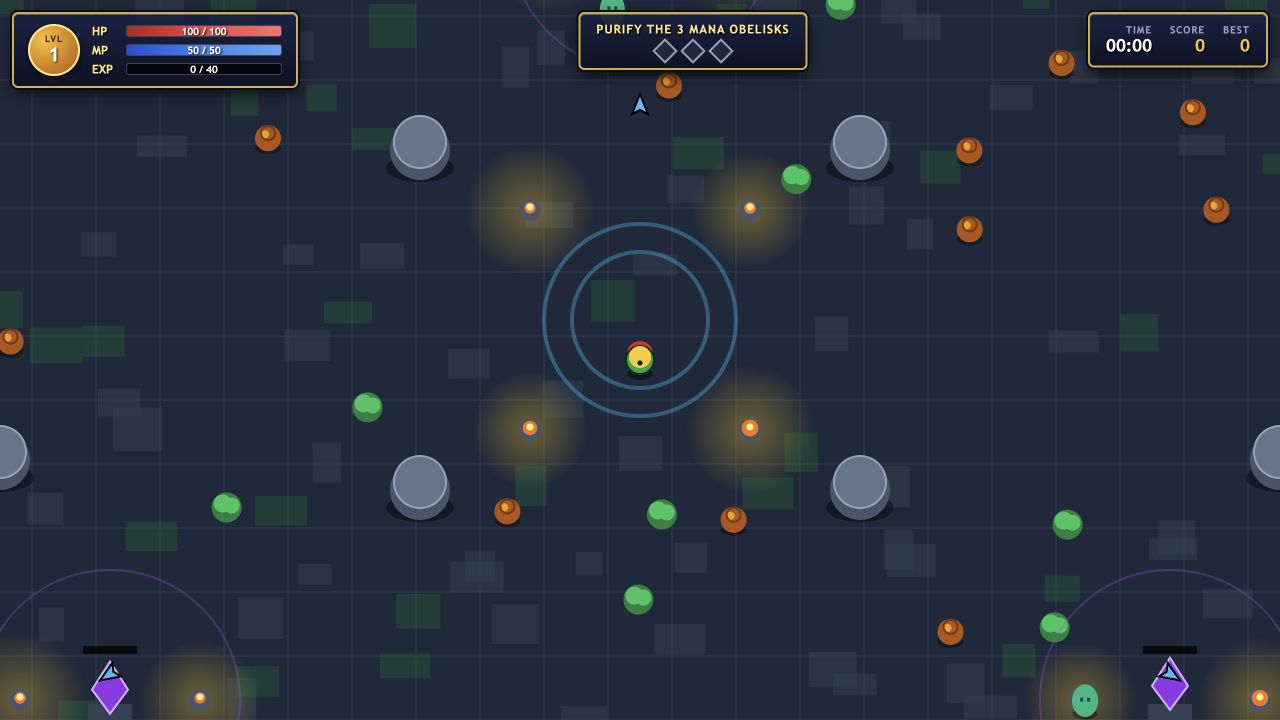 LVL
1
HP 100 / 100
MP 50 / 50
EXP 0 / 40
PURIFY THE 3 MANA OBELISKS
TIME SCORE BEST
00:00 0 0